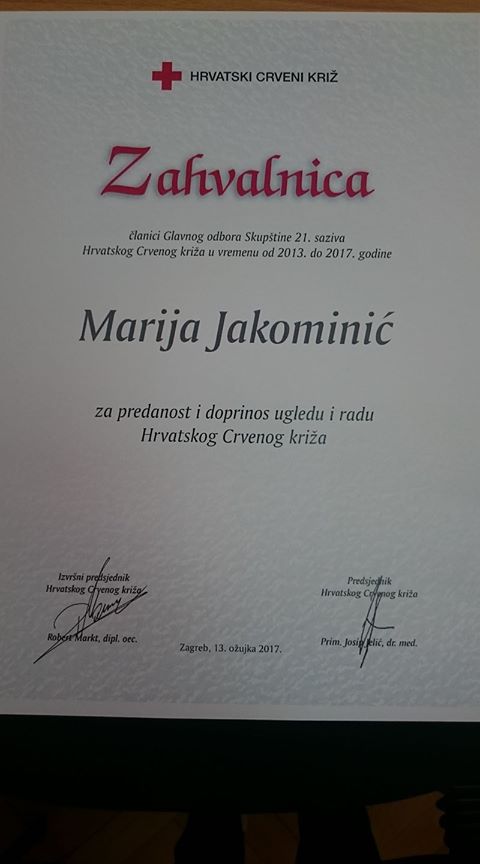 HRVATSKI CRVENI KRIŽ
Zahvalnica
članici Glavnog odbora Skupštine 21. saziva
Hrvatskog Crvenog križa u vremenu od 2013. do 2017. godine
Marija Jakominić
za predanost i doprinos ugledu i radu
Hrvatskog Crvenog križa
Izvršni predsjednik
Hrvatskog Crvenog križa
Robert Markt, dipl. oec.
Zagreb, 13. ožujka 2017.
Predsjednik
Hrvatskog Crvenog križa
Prim. Josip Jelić, dr. med.